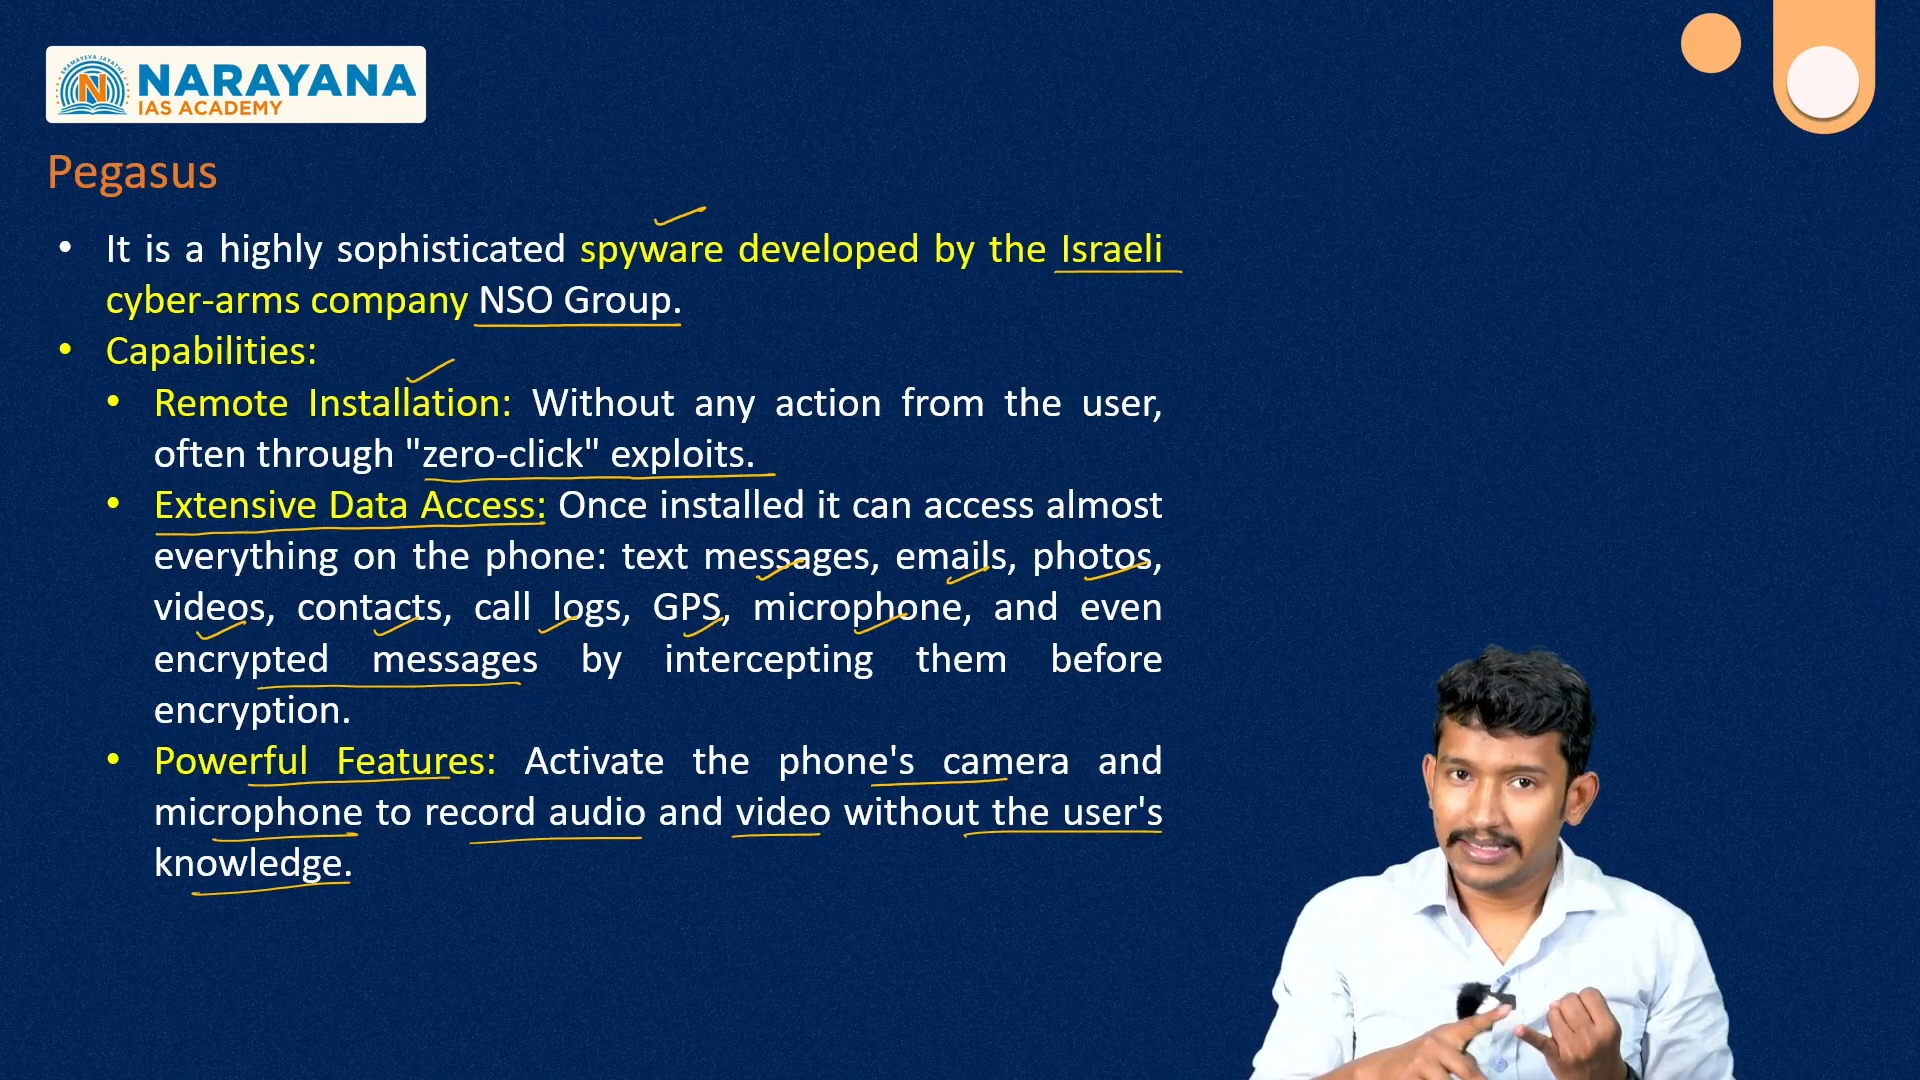 NARAYANA
IAS ACADEMY
Pegasus
• It is a highly sophisticated spyware developed by the Israeli
cyber-arms company NSO Group.
• Capabilities:
• Remote Installation: Without any action from the user,
often through "zero-click" exploits.
• Extensive Data Access: Once installed it can access almost
everything on the phone: text messages, emails, photos,
videos, contacts, call logs, GPS, microphone, and even
encrypted messages by intercepting them before
encryption.
• Powerful Features: Activate the phone's camera and
microphone to record audio and video without the user's
knowledge.